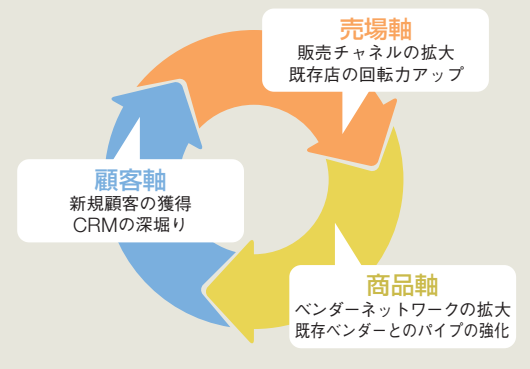 売場軸
販売チャネルの拡大
既存店の回転力アップ
顧客軸
新規顧客の獲得
CRMの深堀り
商品軸
ベンダーネットワークの拡大
既存ベンダーとのパイプの強化